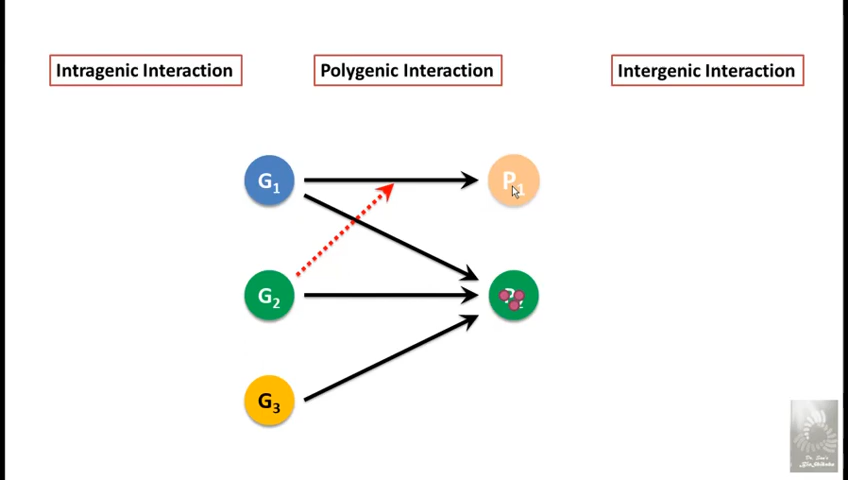 Intragenic Interaction
Polygenic Interaction
Intergenic Interaction
G1
P1
G2
G3